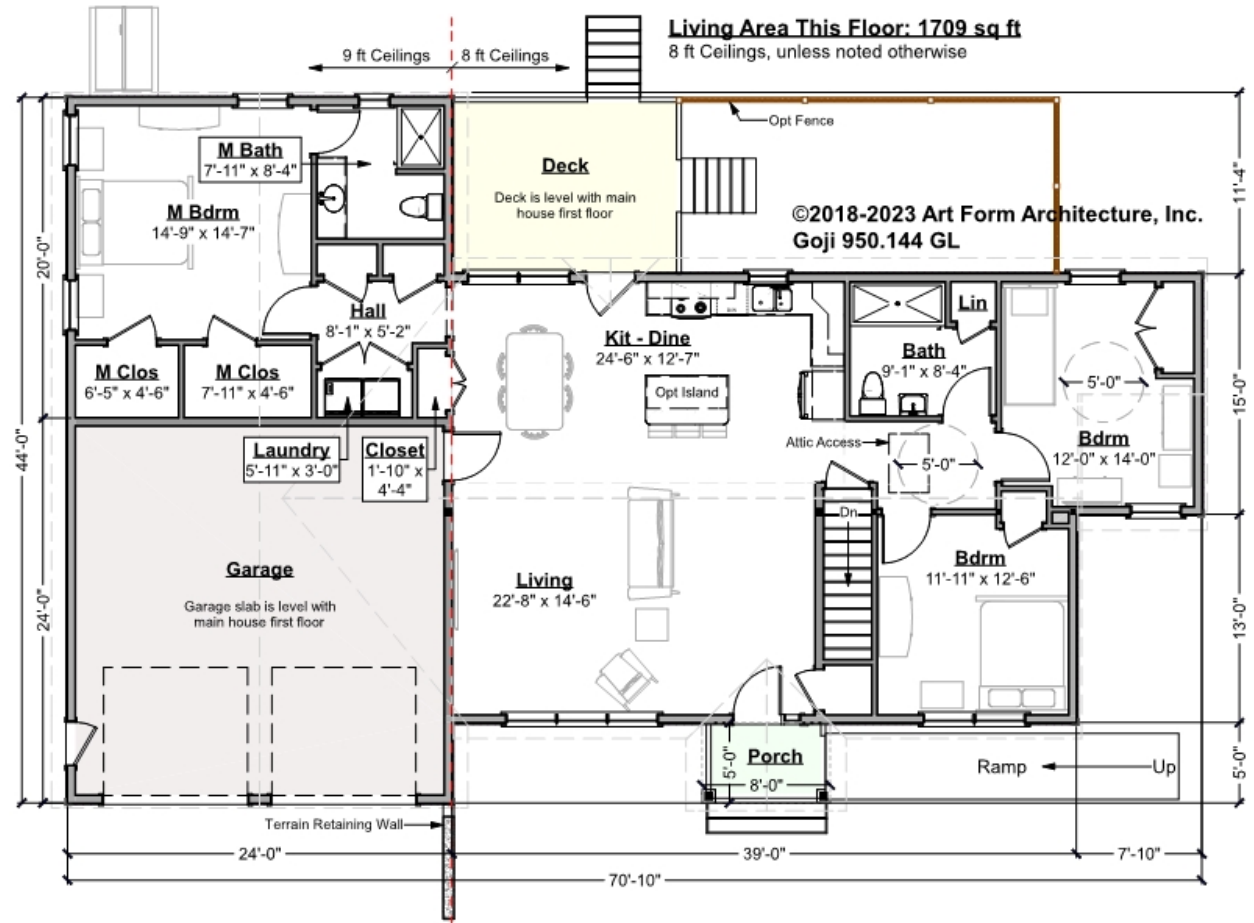 Living Area This Floor: 1709 sq ft
8 ft Ceilings, unless noted otherwise
9 ft Ceilings
8 ft Ceilings
Opt Fence
M Bath
7'-11" x 8'-4"
Deck
Deck is level with main
house first floor
11'-4"
M Bdrm
14'-9" x 14'-7"
©2018-2023 Art Form Architecture, Inc.
Goji 950.144 GL
20'-0"
Hall
8'-1" x 5'-2"
Kit - Dine
24'-6" x 12'-7"
Lin
Bath
9'-1" x 8'-4"
M Clos
6'-5" x 4'-6"
M Clos
7'-11" x 4'-6"
Opt Island
5'-0"
15'-0"
44'-0"
Laundry
5'-11" x 3'-0"
Closet
1'-10" x
4'-4"
Attic Access
5'-0"
Bdrm
12'-0" x 14'-0"
Dn
Garage
Garage slab is level with
main house first floor
24'-0"
Living
22'-8" x 14'-6"
Bdrm
11'-11" x 12'-6"
13'-0"
Porch
5'-0"
8'-0"
Ramp
Up
5'-0"
Terrain Retaining Wall
24'-0"
39'-0"
7'-10"
70'-10"